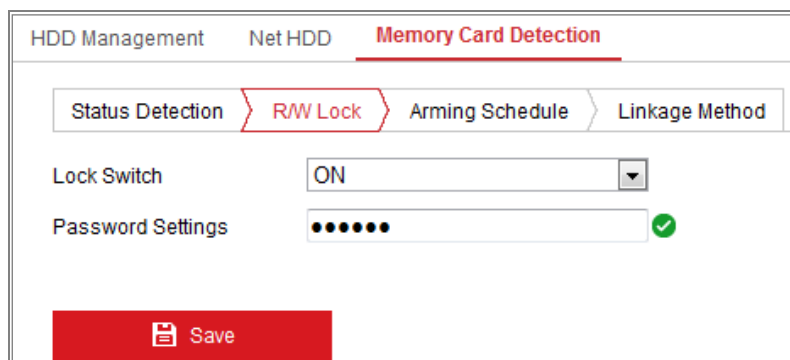 HDD Management Net HDD Memory Card Detection
Status Detection R/W Lock Arming Schedule Linkage Method
Lock Switch ON
Password Settings ••••••
Save